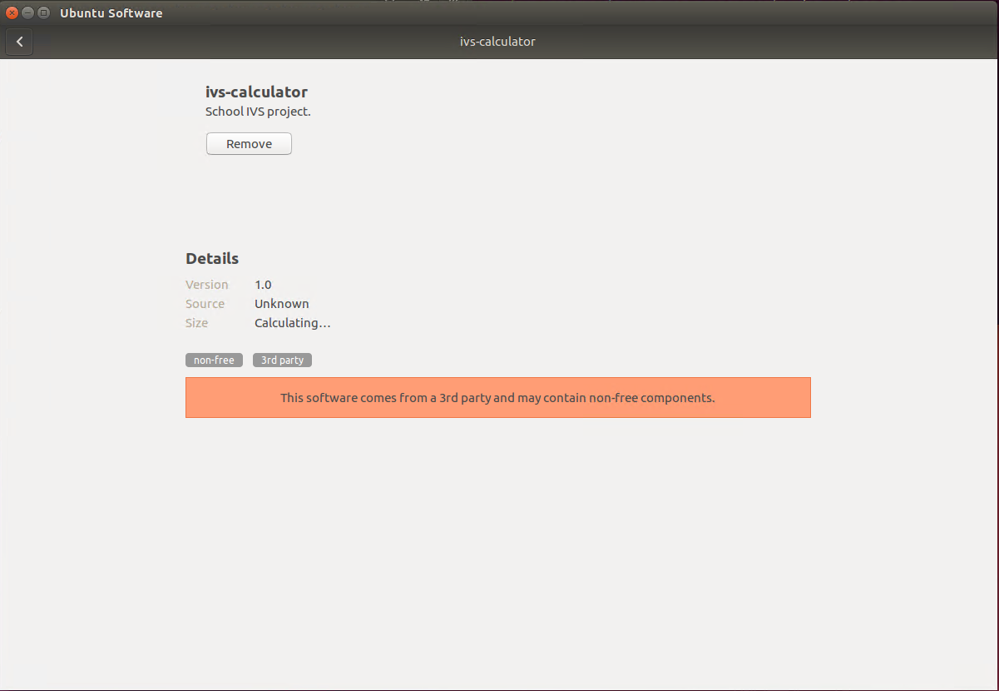 Ubuntu Software
ivs-calculator
ivs-calculator
School IVS project.
Remove
Details
Version 1.0
Source Unknown
Size Calculating…
non-free 3rd party
This software comes from a 3rd party and may contain non-free components.